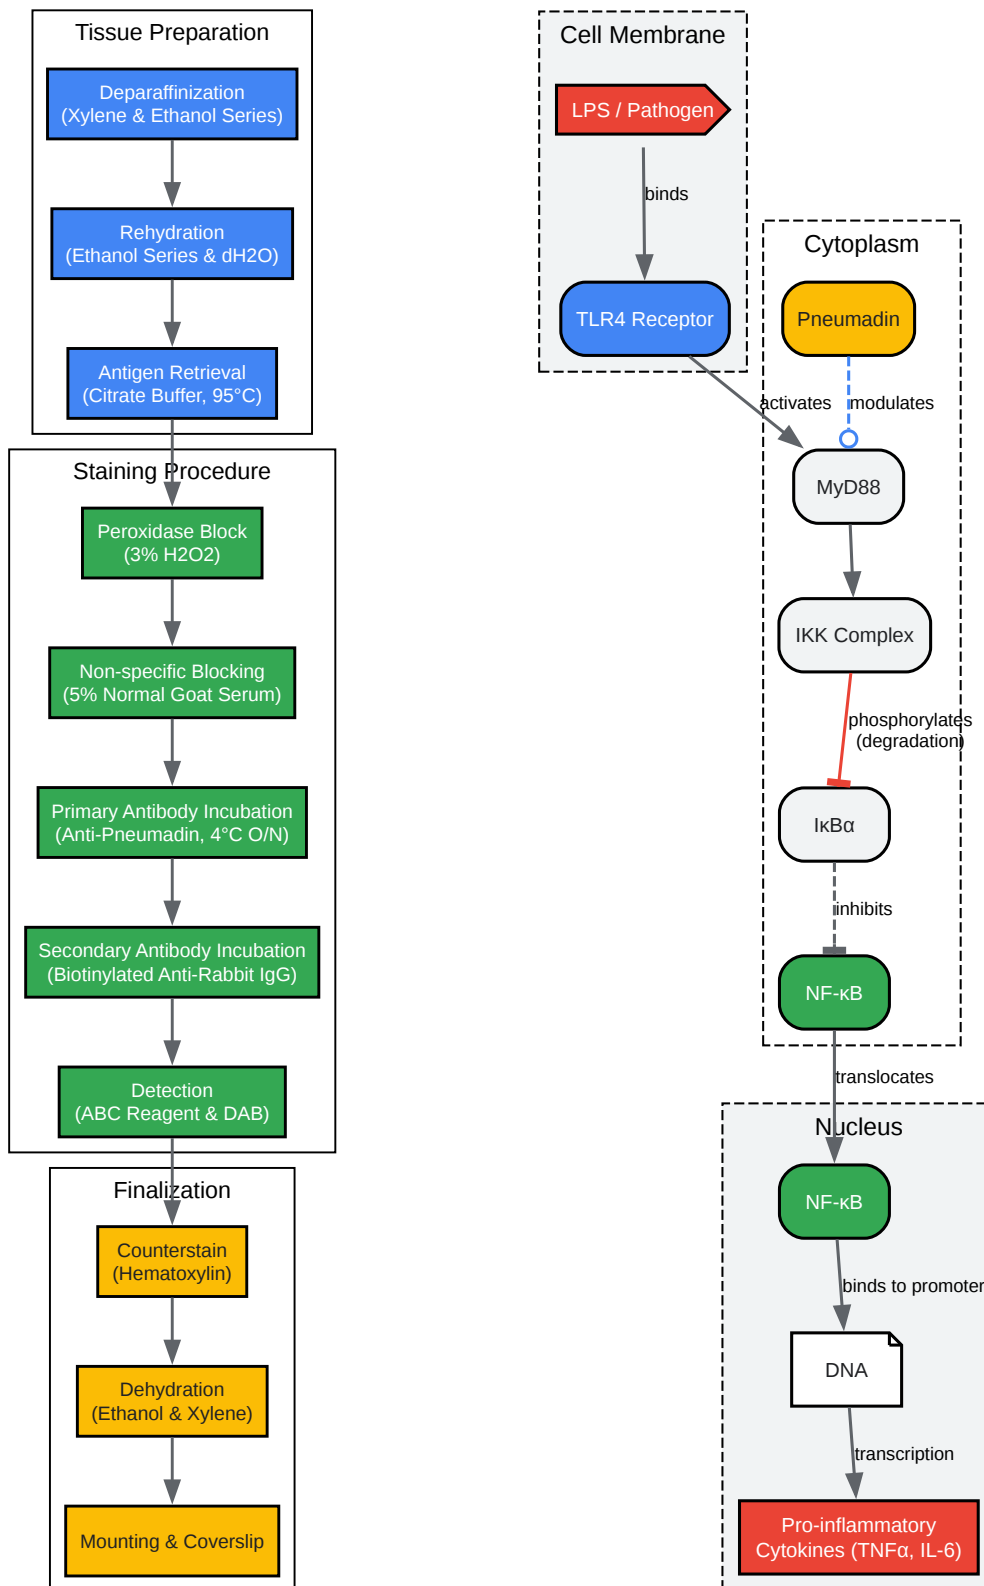 Tissue Preparation
Deparaffinization
(Xylene & Ethanol Series)
Rehydration
(Ethanol Series & dH2O)
Antigen Retrieval
(Citrate Buffer, 95°C)
Staining Procedure
Peroxidase Block
(3% H2O2)
Non-specific Blocking
(5% Normal Goat Serum)
Primary Antibody Incubation
(Anti-Pneumadin, 4°C O/N)
Secondary Antibody Incubation
(Biotinylated Anti-Rabbit IgG)
Detection
(ABC Reagent & DAB)
Finalization
Counterstain
(Hematoxylin)
Dehydration
(Ethanol & Xylene)
Mounting & Coverslip
Cell Membrane
LPS / Pathogen
binds
TLR4 Receptor
activates
Cytoplasm
Pneumadin
modulates
MyD88
IKK Complex
phosphorylates
(degradation)
IκBα
inhibits
NF-κB
translocates
Nucleus
NF-κB
binds to promoter
DNA
transcription
Pro-inflammatory
Cytokines (TNFα, IL-6)